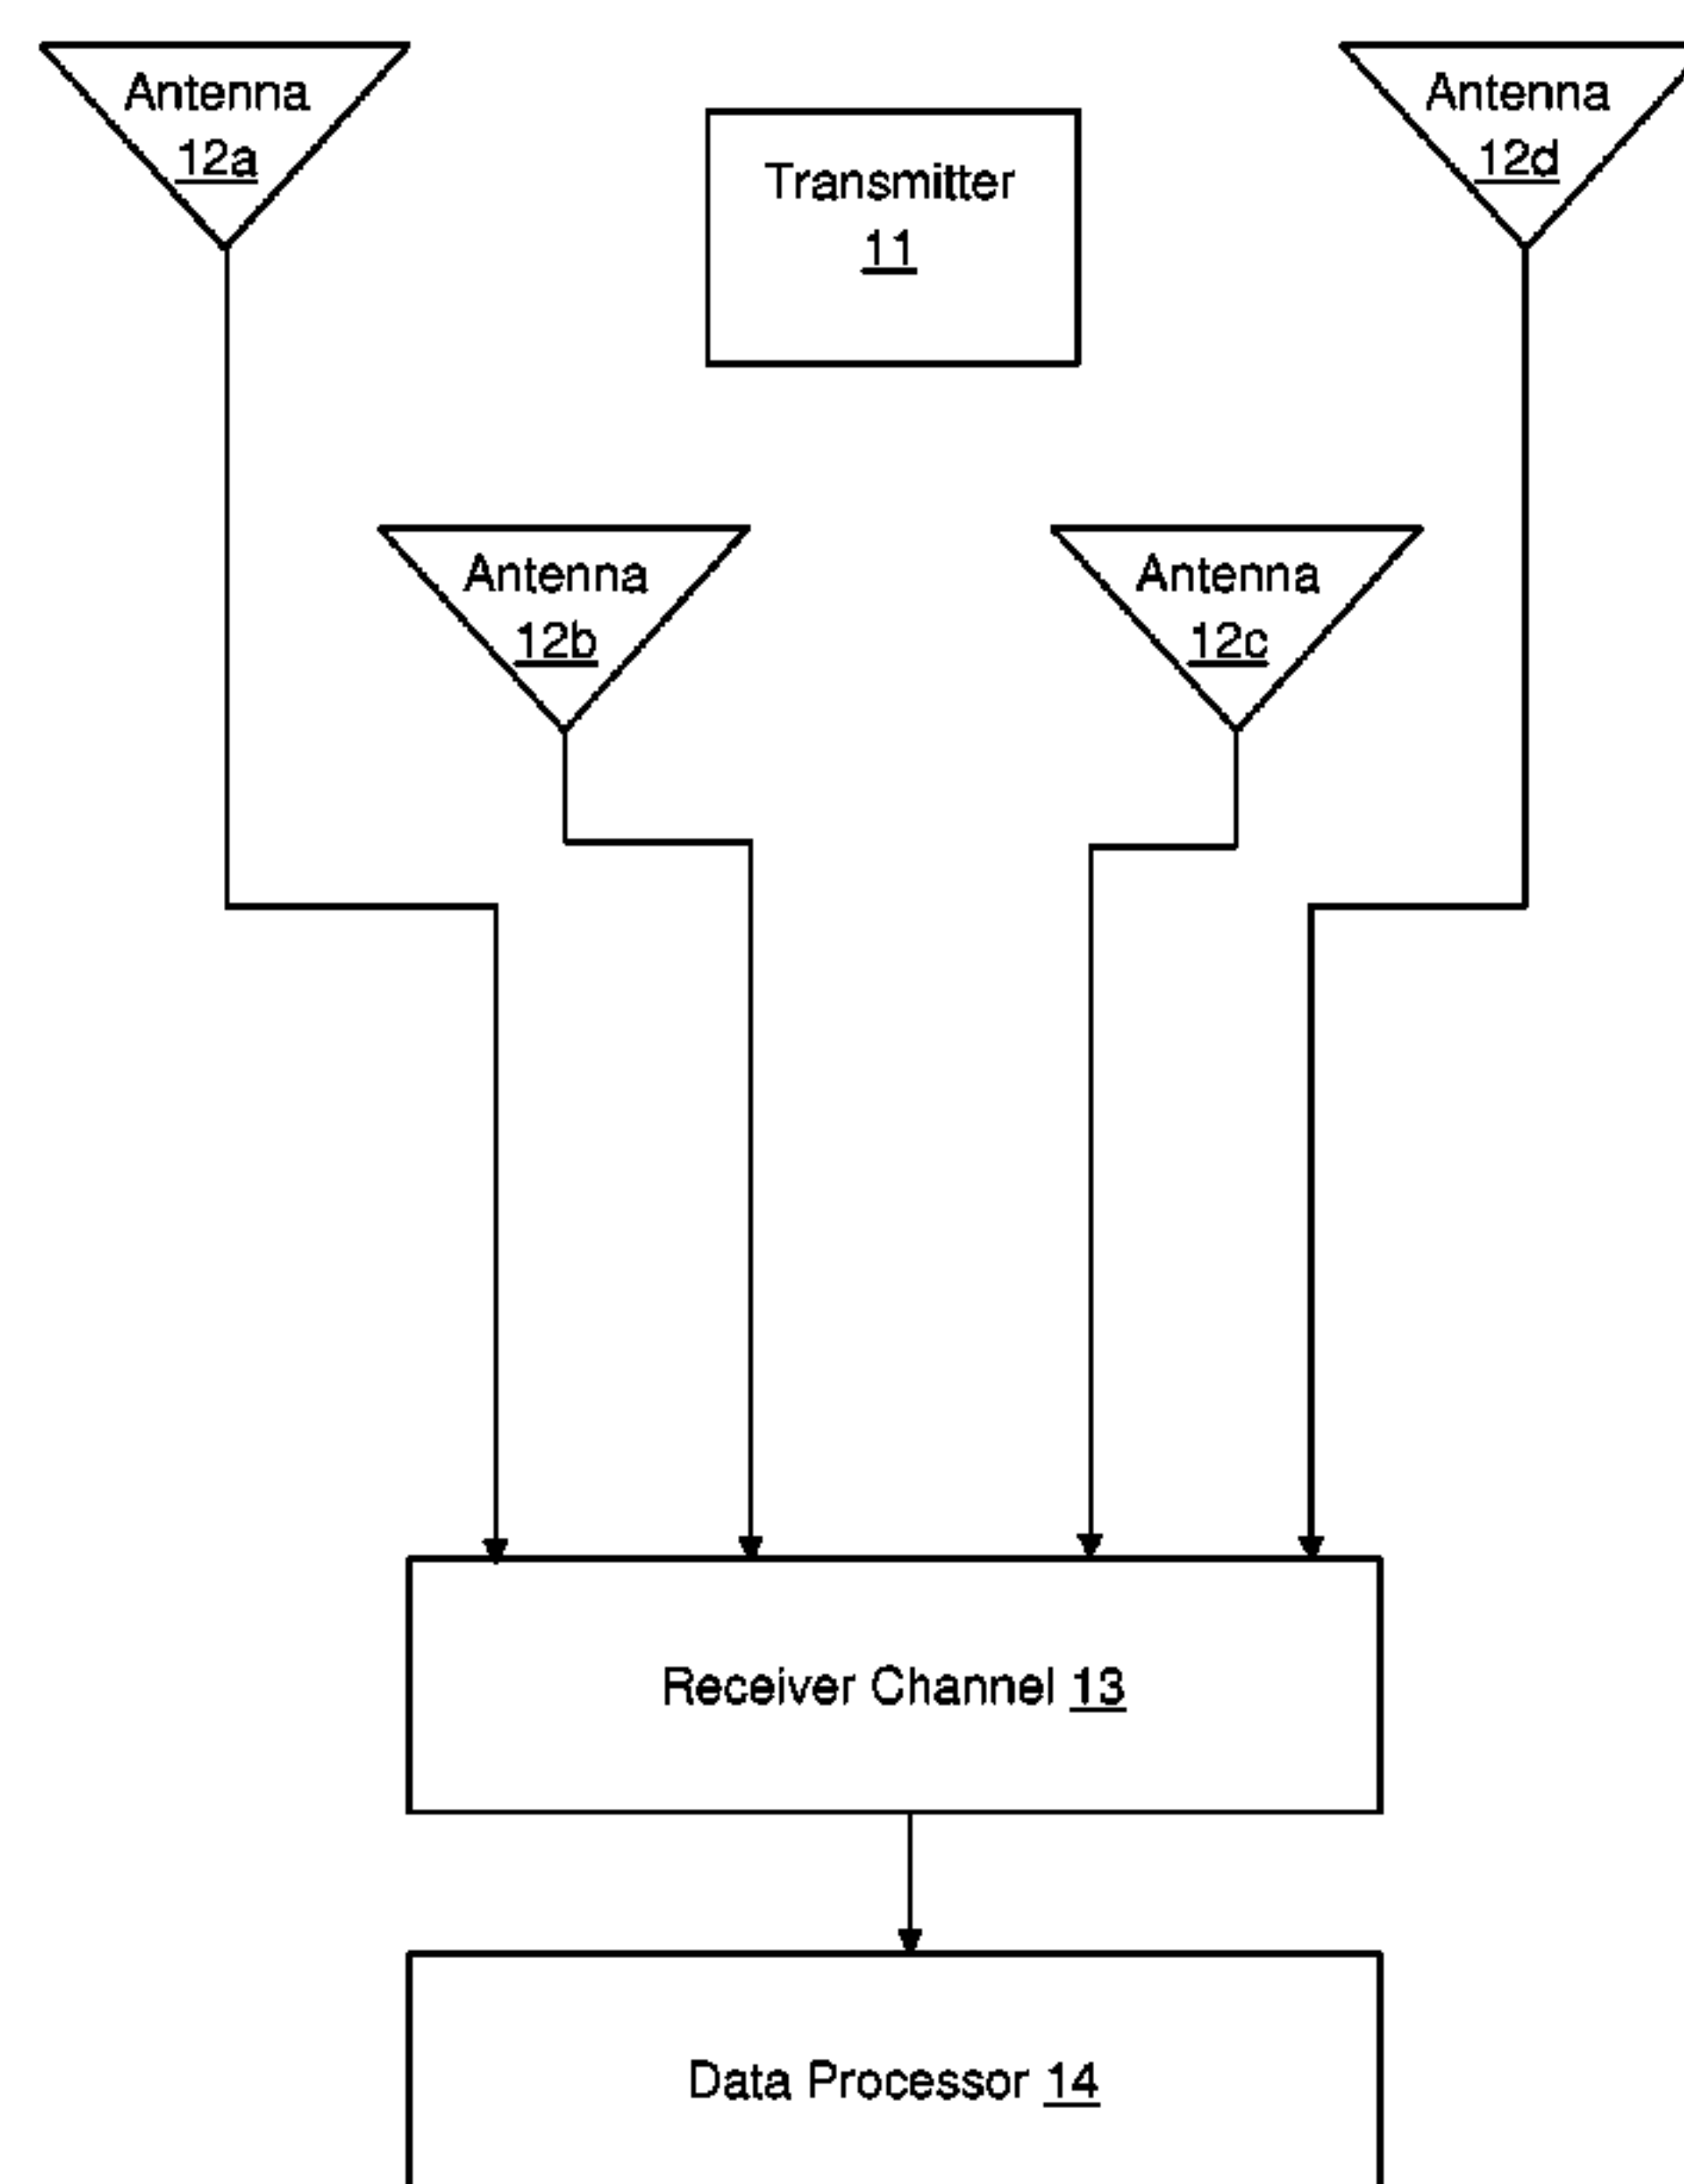 Antenna
12a
Transmitter
11
Antenna
12d
Antenna
12b
Antenna
12c
Receiver Channel 13
Data Processor 14